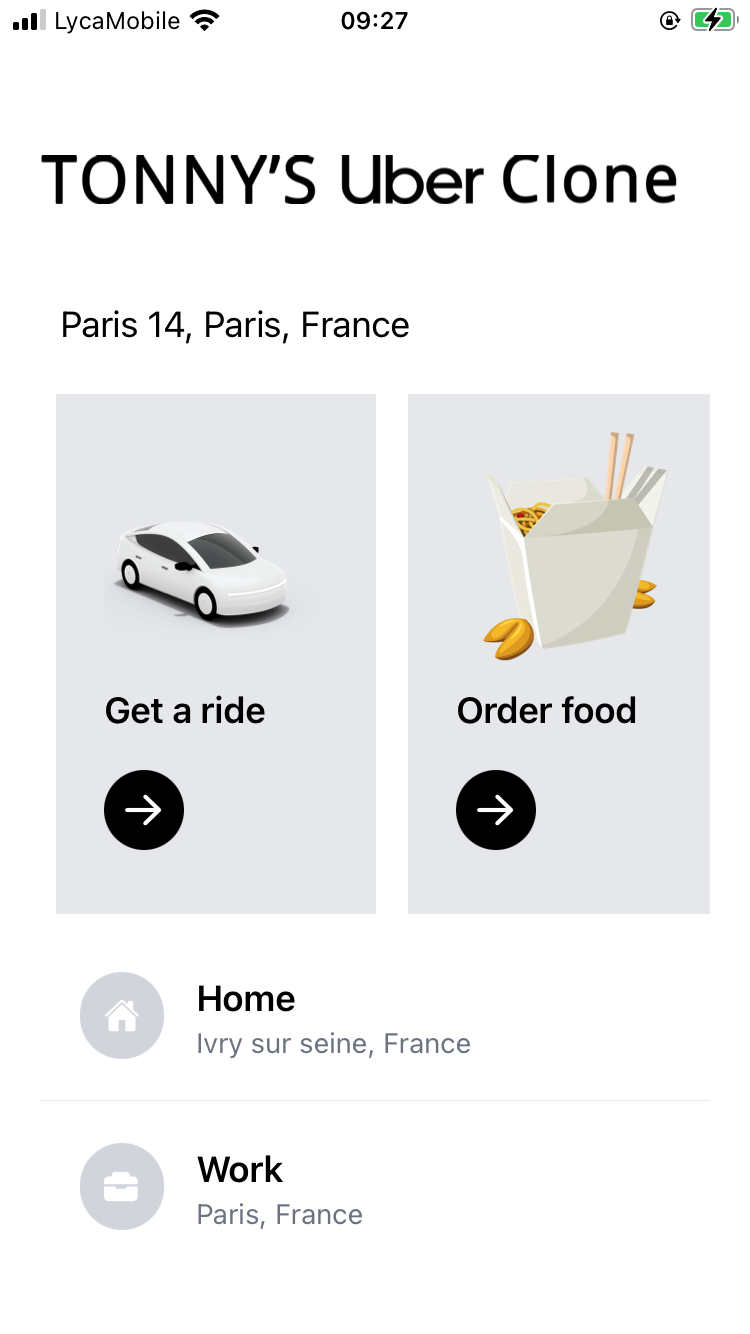 LycaMobile 09:27
TONNY'S Uber Clone
Paris 14, Paris, France
Get a ride
Order food
Home
Ivry sur seine, France
Work
Paris, France